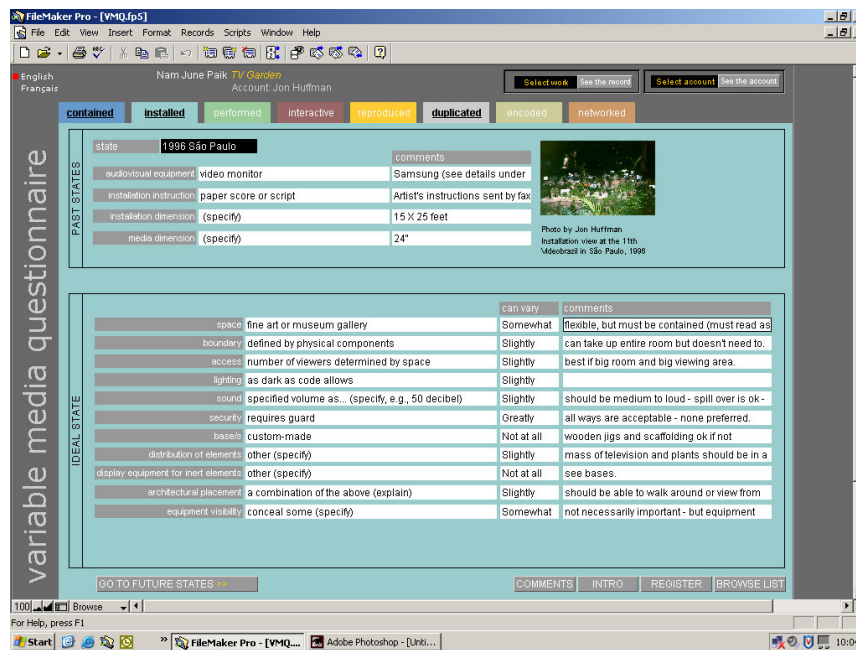 FileMaker Pro - [VMQ.fp5]
File Edit View Insert Format Records Scripts Window Help
English
Français
Nam June Paik TV Garden
Account: Jon Huffman
Select work See the record Select account See the account
contained installed performed interactive reproduced duplicated encoded networked
variable media questionnaire
PAST STATES
state 1996 São Paulo
comments
audiovisual equipment video monitor Samsung (see details under
installation instruction paper score or script Artist's instructions sent by fax
installation dimension (specify) 15 X 25 feet
media dimension (specify) 24"
Photo by Jon Huffman
Installation view at the 11th
Videobrazil in São Paulo, 1996
IDEAL STATE
can vary comments
space fine art or museum gallery Somewhat flexible, but must be contained (must read as
boundary defined by physical components Slightly can take up entire room but doesn't need to.
access number of viewers determined by space Slightly best if big room and big viewing area.
lighting as dark as code allows Slightly
sound specified volume as... (specify, e.g., 50 decibel) Slightly should be medium to loud - spill over is ok -
security requires guard Greatly all ways are acceptable - none preferred.
base/s custom-made Not at all wooden jigs and scaffolding ok if not
distribution of elements other (specify) Slightly mass of television and plants should be in a
display equipment for inert elements other (specify) Not at all see bases.
architectural placement a combination of the above (explain) Slightly should be able to walk around or view from
equipment visibility conceal some (specify) Somewhat not necessarily important - but equipment
GO TO FUTURE STATES >> COMMENTS INTRO REGISTER BROWSE LIST
100 Browse
For Help, press F1
Start » FileMaker Pro - [VMQ.... Adobe Photoshop - [Unti... 10:04